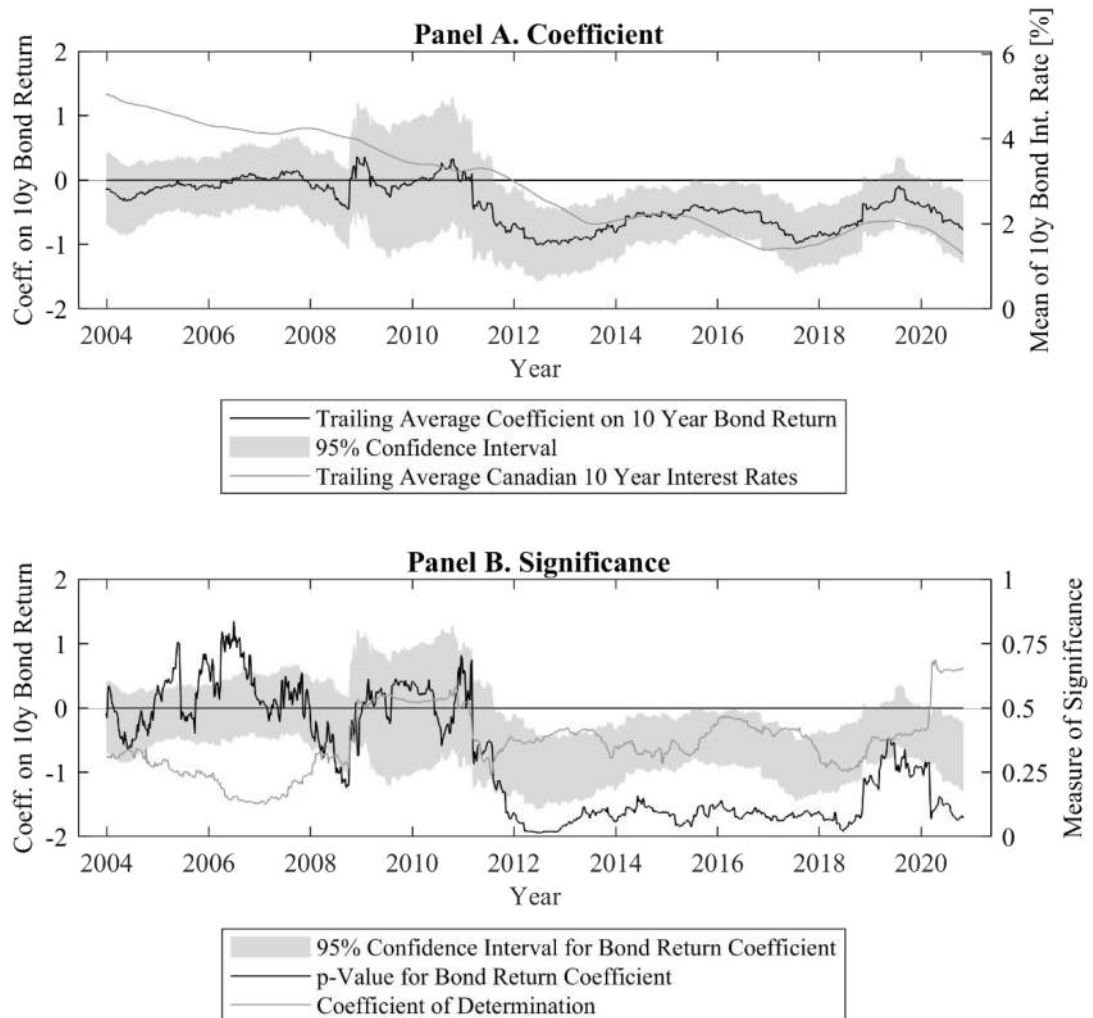 Panel A. Coefficient
Coeff. on 10y Bond Return
2
1
0
-1
-2
Mean of 10y Bond Int. Rate [%]
6
4
2
0
2004 2006 2008 2010 2012 2014 2016 2018 2020
Year
Trailing Average Coefficient on 10 Year Bond Return
95% Confidence Interval
Trailing Average Canadian 10 Year Interest Rates
Panel B. Significance
Coeff. on 10y Bond Return
2
1
0
-1
-2
Measure of Significance
1
0.75
0.5
0.25
0
2004 2006 2008 2010 2012 2014 2016 2018 2020
Year
95% Confidence Interval for Bond Return Coefficient
p-Value for Bond Return Coefficient
Coefficient of Determination